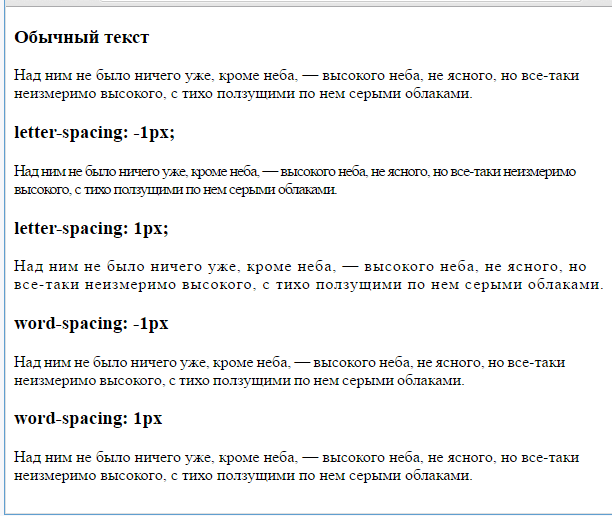 Обычный текст
Над ним не было ничего уже, кроме неба, — высокого неба, не ясного, но все-таки
неизмеримо высокого, с тихо ползущими по нем серыми облаками.
letter-spacing: -1px;
Над ним не было ничего уже, кроме неба, — высокого неба, не ясного, но все-таки неизмеримо
высокого, с тихо ползущими по нем серыми облаками.
letter-spacing: 1px;
Над ним не было ничего уже, кроме неба, — высокого неба, не ясного, но
все-таки неизмеримо высокого, с тихо ползущими по нем серыми облаками.
word-spacing: -1px
Над ним не было ничего уже, кроме неба, — высокого неба, не ясного, но все-таки
неизмеримо высокого, с тихо ползущими по нем серыми облаками.
word-spacing: 1px
Над ним не было ничего уже, кроме неба, — высокого неба, не ясного, но все-таки
неизмеримо высокого, с тихо ползущими по нем серыми облаками.